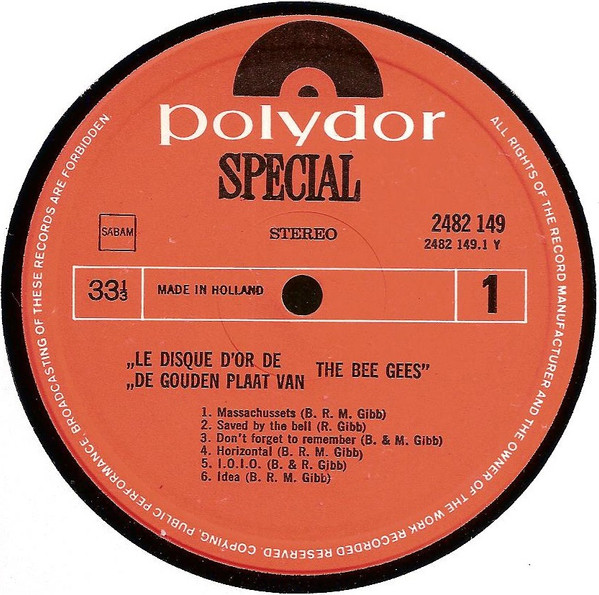 polydor
SPECIAL
SABAM
STEREO
2482 149
2482 149.1 Y
33⅓
MADE IN HOLLAND
1
„LE DISQUE D'OR DE
„DE GOUDEN PLAAT VAN
THE BEE GEES”
1. Massachussets (B. R. M. Gibb)
2. Saved by the bell (R. Gibb)
3. Don't forget to remember (B. & M. Gibb)
4. Horizontal (B. R. M. Gibb)
5. I.O.I.O. (B. & R. Gibb)
6. Idea (B. R. M. Gibb)
ALL RIGHTS OF THE RECORD MANUFACTURER AND THE OWNER OF THE WORK RECORDED RESERVED. COPYING, PUBLIC PERFORMANCE, BROADCASTING OF THESE RECORDS ARE FORBIDDEN.